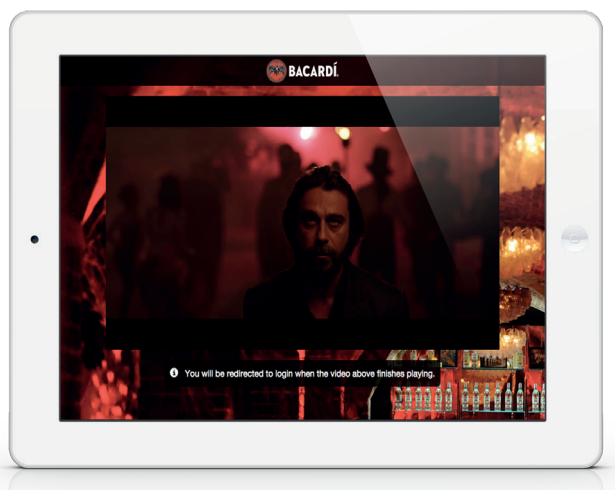 BACARDÍ.
You will be redirected to login when the video above finishes playing.